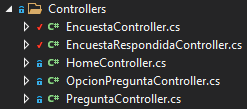 Controllers
C# EncuestaController.cs
C# EncuestaRespondidaController.cs
C# HomeController.cs
C# OpcionPreguntaController.cs
C# PreguntaController.cs